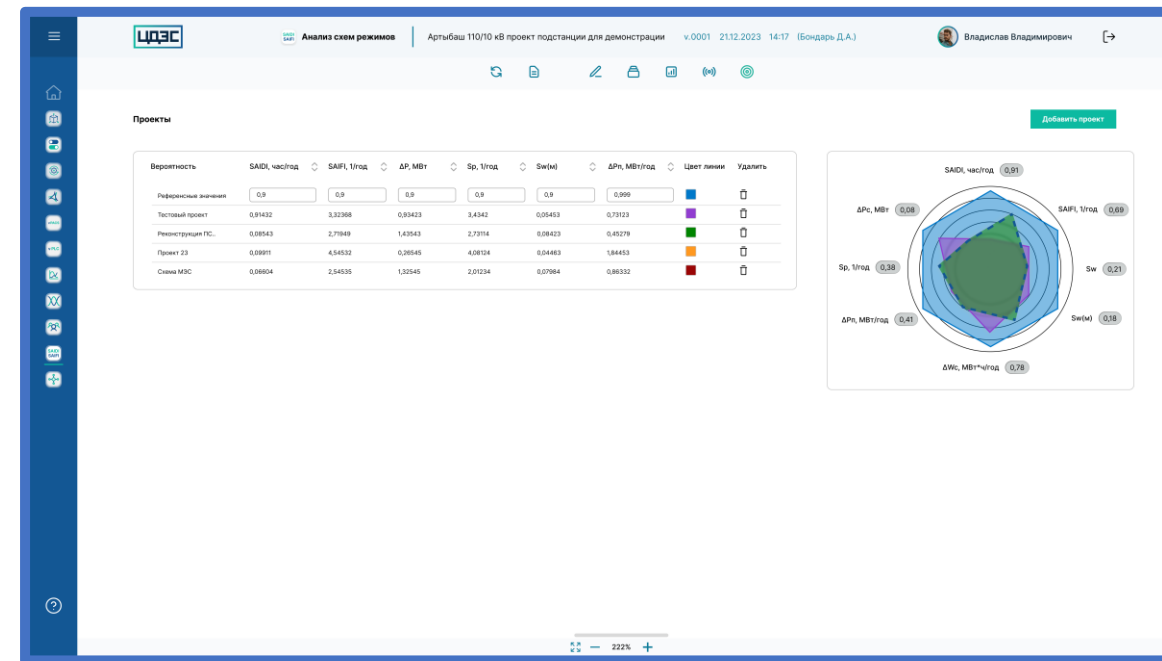 ЦДЭС
SAIDI SAIFI Анализ схем режимов Артыбаш 110/10 кВ проект подстанции для демонстрации v.0001 21.12.2023 14:17 (Бондарь Д.А.) Владислав Владимирович
Проекты
Добавить проект
Вероятность SAIDI, час/год SAIFI, 1/год ΔP, МВт Sp, 1/год Sw(м) ΔPп, МВт/год Цвет линии Удалить
Референсные значения 0,9 0,9 0,9 0,9 0,9 0,999
Тестовый проект 0,91432 3,32368 0,93423 3,4342 0,05453 0,73123
Реконструкция ПС.. 0,08543 2,71949 1,43543 2,73114 0,08423 0,45279
Проект 23 0,09911 4,54532 0,26545 4,08124 0,04463 1,84453
Схема МЭС 0,06604 2,54535 1,32545 2,01234 0,07984 0,86332
SAIDI, час/год 0,91
ΔPc, МВт 0,08
SAIFI, 1/год 0,69
Sp, 1/год 0,38
Sw 0,21
ΔPп, МВт/год 0,41
Sw(м) 0,18
ΔWc, МВт*ч/год 0,78
SAIDI
SAIFI
222%